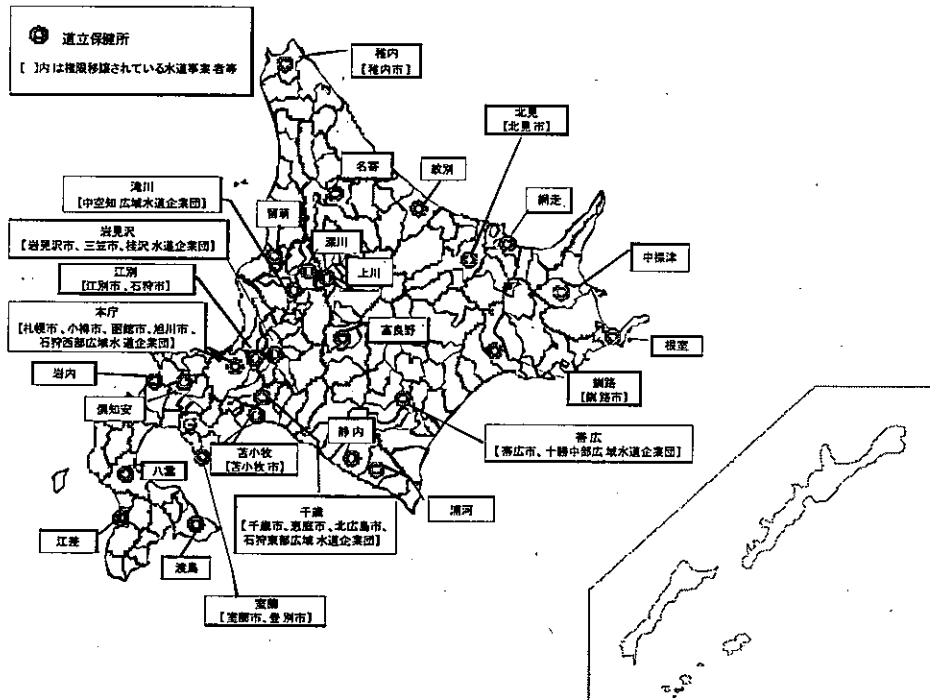 道立保健所
[ ]内は権限移譲されている水道事業者等
稚内
【稚内市】
北見
【北見市】
名寄
紋別
網走
滝川
【中空知広域水道企業団】
留萌
岩見沢
【岩見沢市、三笠市、桂沢水道企業団】
深川
上川
中標津
江別
【江別市、石狩市】
本庁
【札幌市、小樽市、函館市、旭川市、
石狩西部広域水道企業団】
富良野
根室
岩内
釧路
【釧路市】
倶知安
静内
帯広
【帯広市、十勝中部広域水道企業団】
苫小牧
【苫小牧市】
八雲
浦河
千歳
【千歳市、恵庭市、北広島市、
石狩東部広域水道企業団】
江差
渡島
室蘭
【室蘭市、登別市】